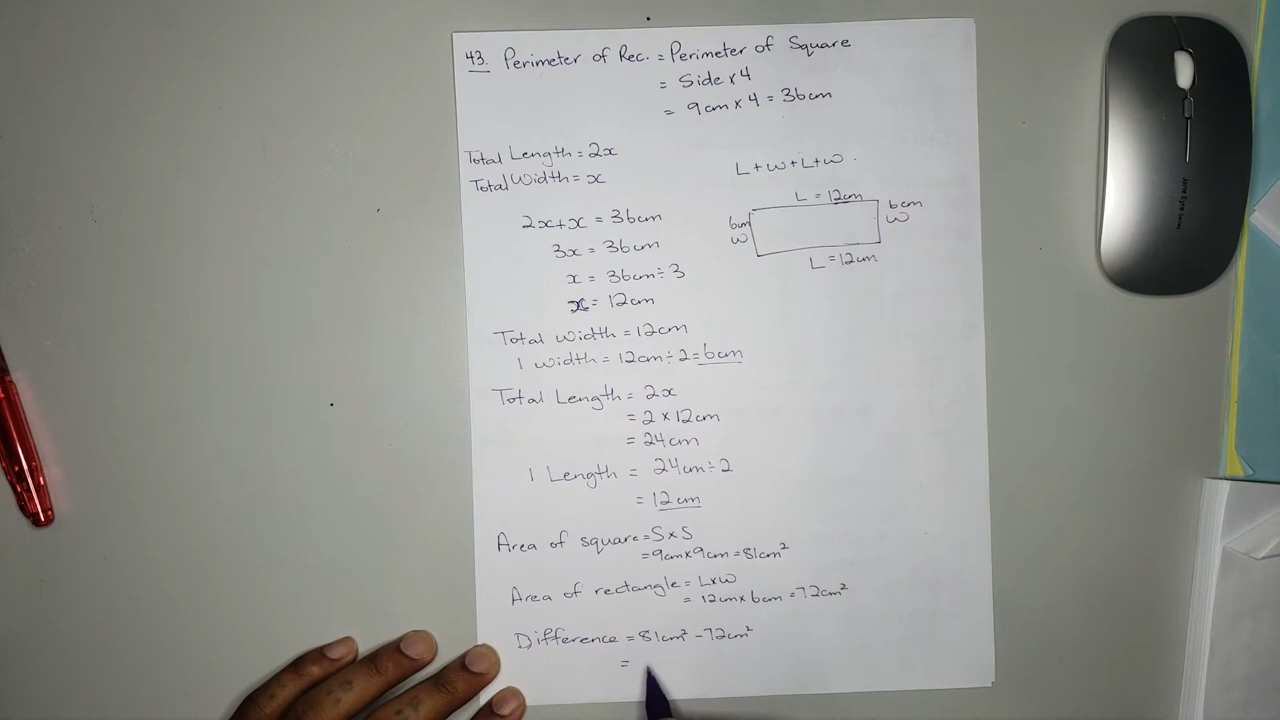 43. Perimeter of Rec. = Perimeter of Square
= Side x 4
= 9cm x 4 = 36cm
Total Length = 2x
Total Width = x
L + W + L + W
2x + x = 36cm
3x = 36cm
x = 36cm ÷ 3
x = 12cm
L = 12cm
6cm
W
6cm
W
L = 12cm
Total width = 12cm
1 width = 12cm ÷ 2 = 6cm
Total Length = 2x
= 2 x 12cm
= 24cm
1 Length = 24cm ÷ 2
= 12cm
Area of square = S x S
= 9cm x 9cm = 81cm²
Area of rectangle = L x W
= 12cm x 6cm = 72cm²
Difference = 81cm² - 72cm²
=